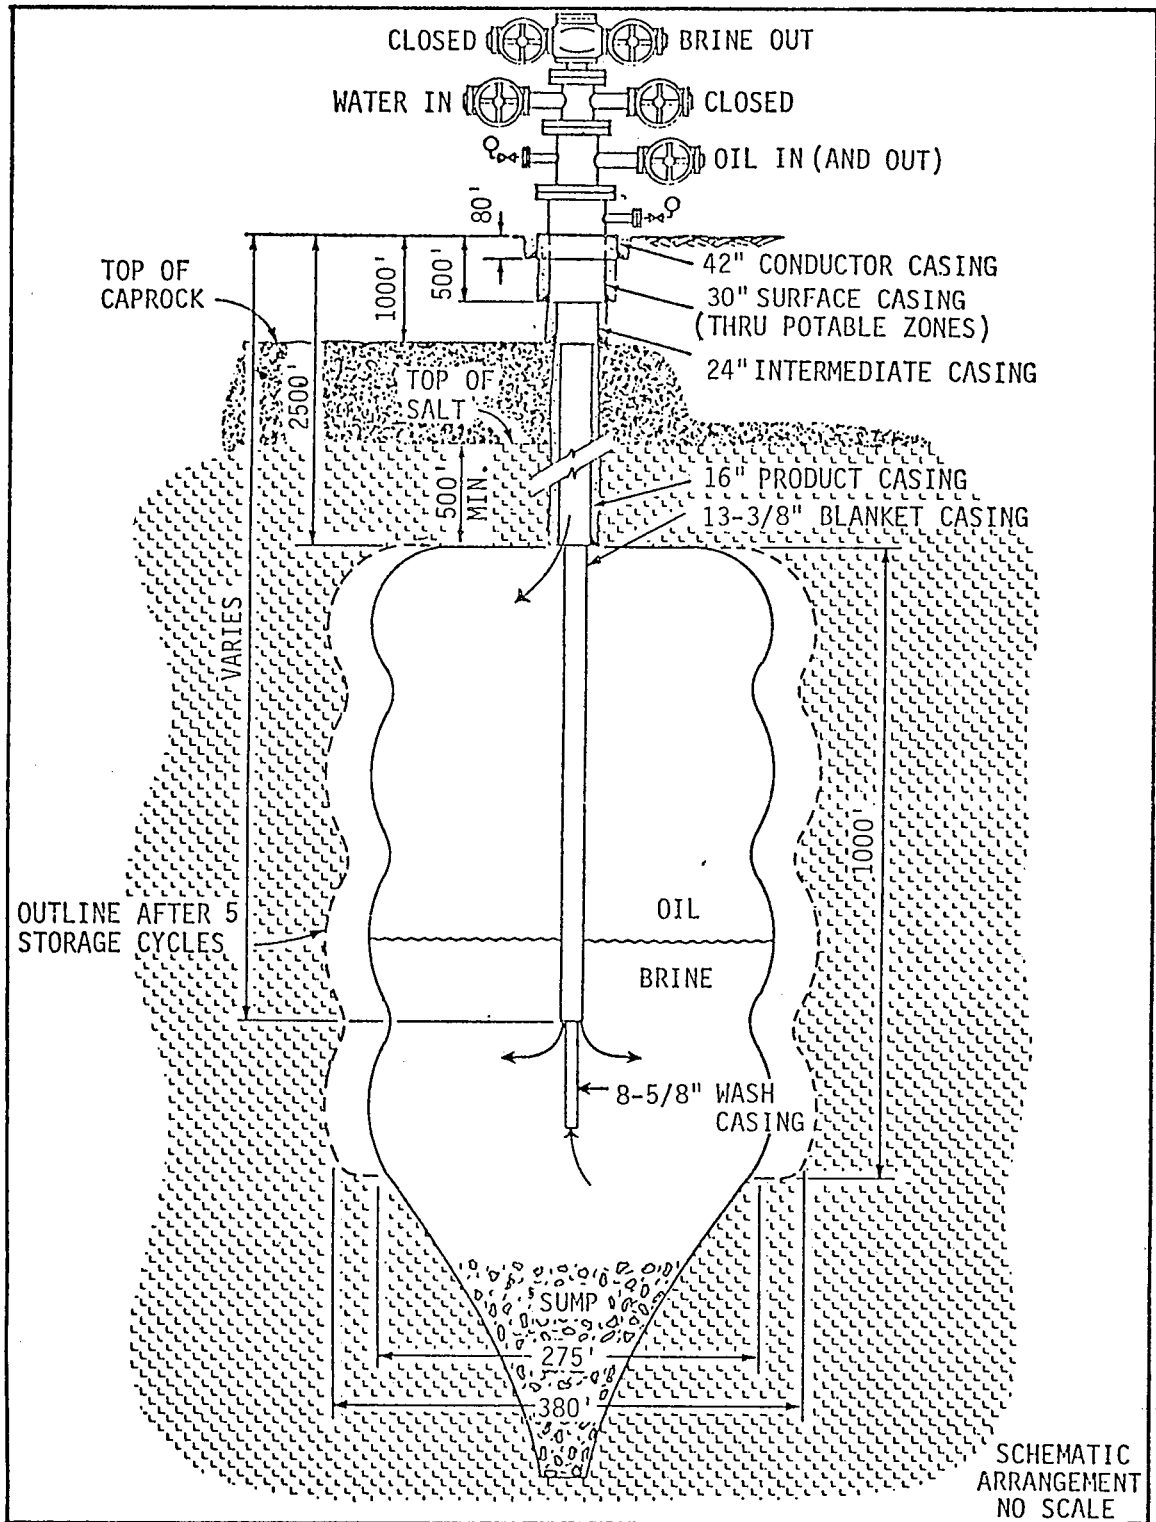 CLOSED
BRINE OUT
WATER IN
CLOSED
OIL IN (AND OUT)
80'
TOP OF
CAPROCK
1000'
500'
42" CONDUCTOR CASING
30" SURFACE CASING
(THRU POTABLE ZONES)
24" INTERMEDIATE CASING
2500'
TOP OF
SALT
500'
MIN.
16" PRODUCT CASING
13-3/8" BLANKET CASING
VARIES
1000'
OUTLINE AFTER 5
STORAGE CYCLES
OIL
BRINE
8-5/8" WASH
CASING
SUMP
275'
380'
SCHEMATIC
ARRANGEMENT
NO SCALE